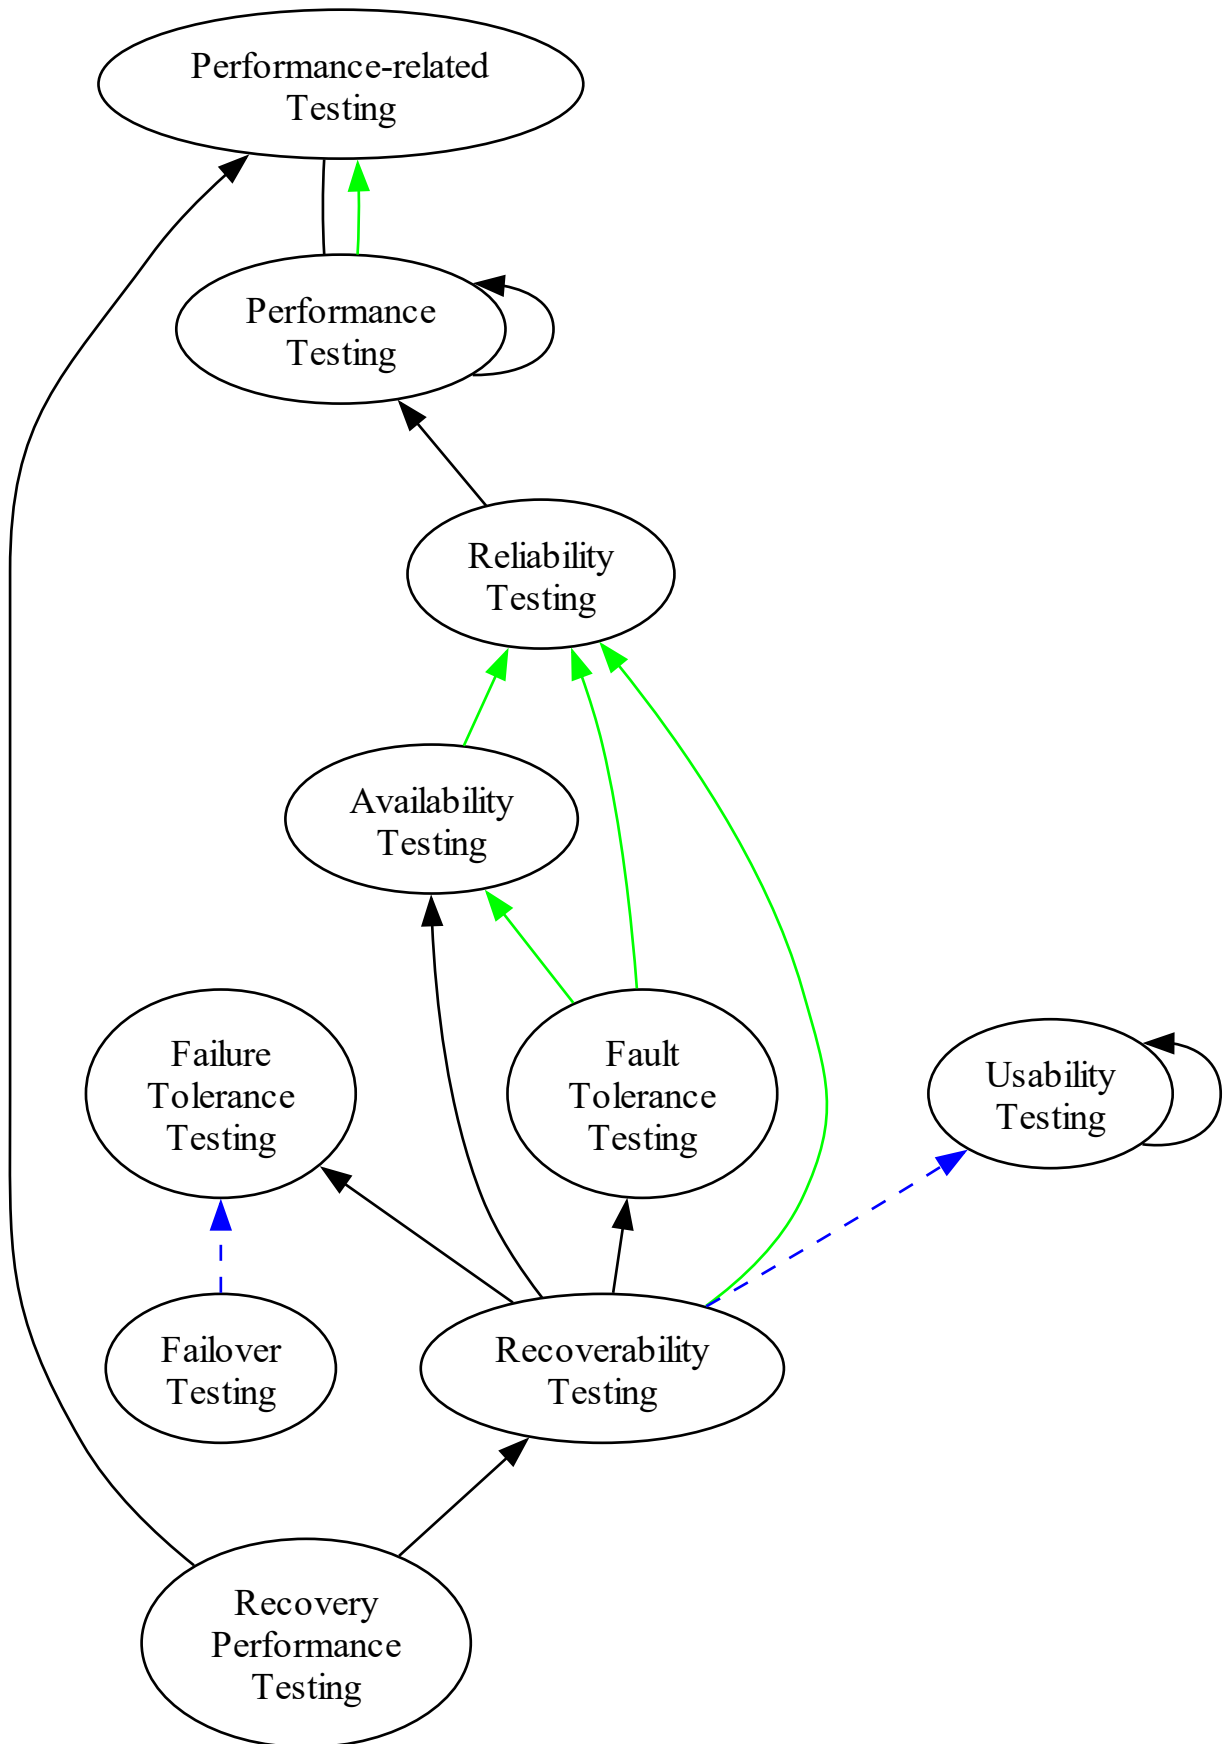 Performance-related
Testing
Performance
Testing
Reliability
Testing
Availability
Testing
Failure
Tolerance
Testing
Fault
Tolerance
Testing
Usability
Testing
Failover
Testing
Recoverability
Testing
Recovery
Performance
Testing